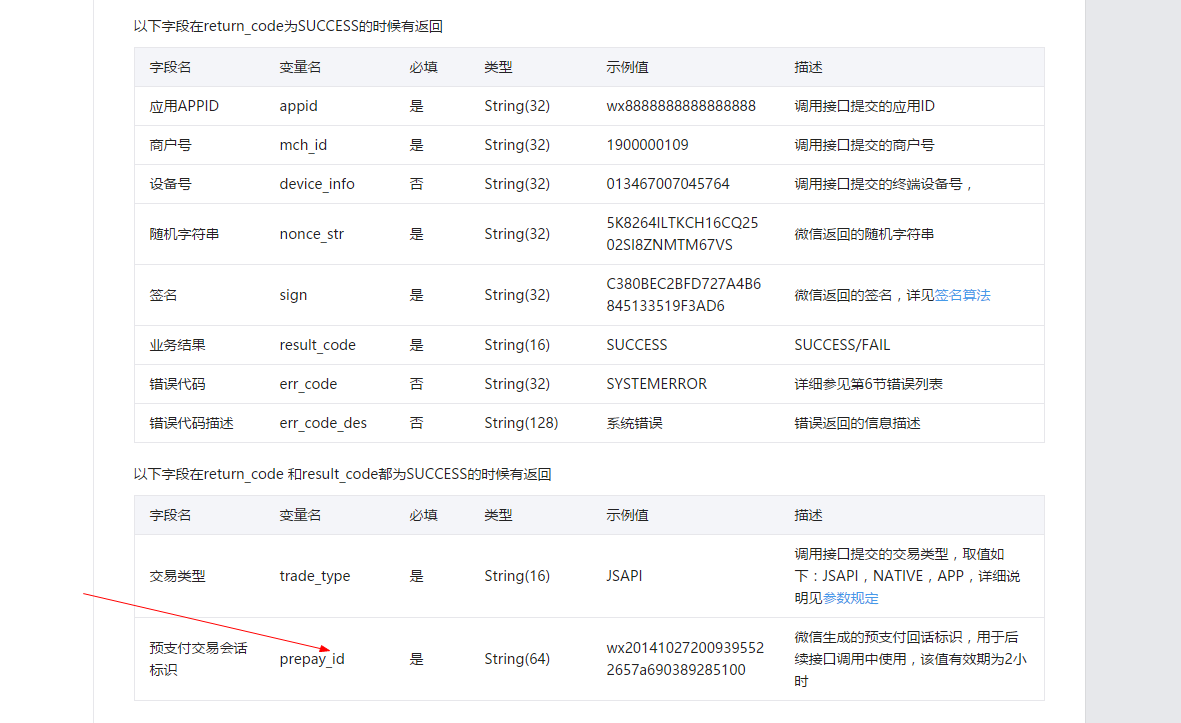 以下字段在return_code为SUCCESS的时候有返回
字段名 变量名 必填 类型 示例值 描述
应用APPID appid 是 String(32) wx8888888888888888 调用接口提交的应用ID
商户号 mch_id 是 String(32) 1900000109 调用接口提交的商户号
设备号 device_info 否 String(32) 013467007045764 调用接口提交的终端设备号，
随机字符串 nonce_str 是 String(32) 5K8264ILTKCH16CQ25
02SI8ZNMTM67VS 微信返回的随机字符串
签名 sign 是 String(32) C380BEC2BFD727A4B6
845133519F3AD6 微信返回的签名，详见签名算法
业务结果 result_code 是 String(16) SUCCESS SUCCESS/FAIL
错误代码 err_code 否 String(32) SYSTEMERROR 详细参见第6节错误列表
错误代码描述 err_code_des 否 String(128) 系统错误 错误返回的信息描述
以下字段在return_code 和result_code都为SUCCESS的时候有返回
字段名 变量名 必填 类型 示例值 描述
交易类型 trade_type 是 String(16) JSAPI 调用接口提交的交易类型，取值如
下：JSAPI，NATIVE，APP，详细说
明见参数规定
预支付交易会话
标识 prepay_id 是 String(64) wx20141027200939552
2657a690389285100 微信生成的预支付回话标识，用于后
续接口调用中使用，该值有效期为2小
时